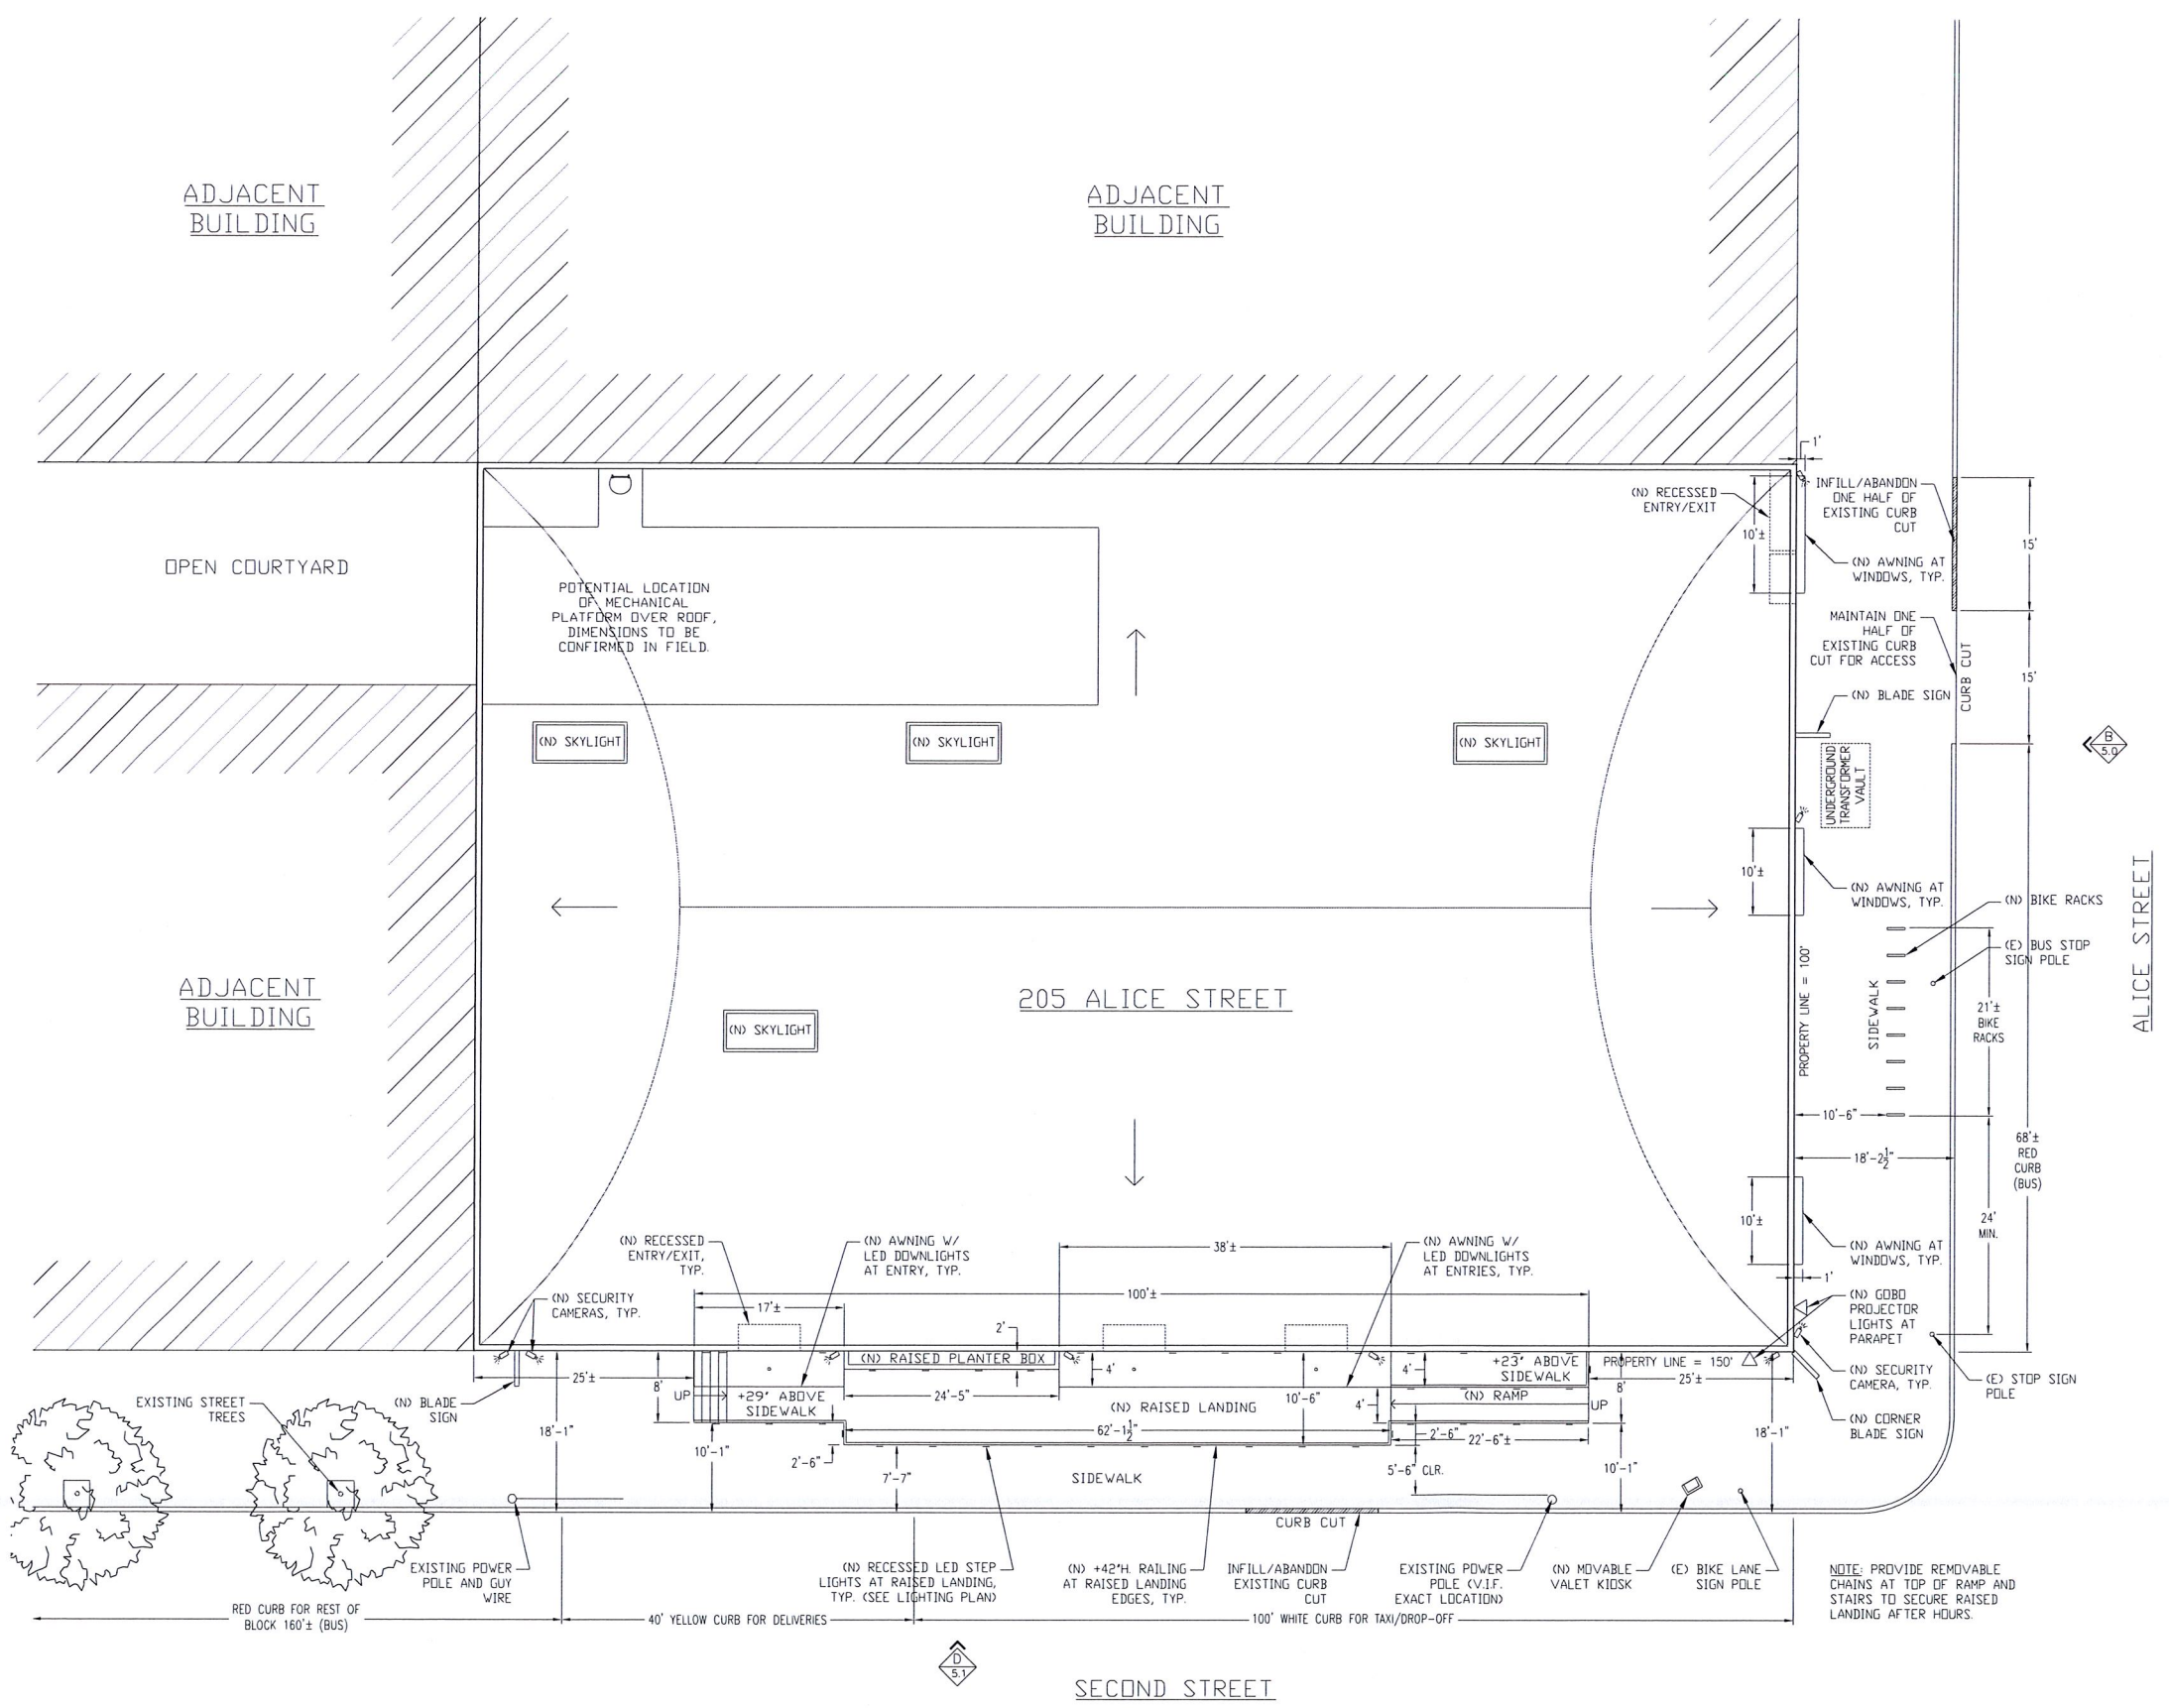 ADJACENT
BUILDING
ADJACENT
BUILDING
1'
(N) RECESSED
ENTRY/EXIT
10'±
INFILL/ABANDON
ONE HALF OF
EXISTING CURB
CUT
15'
(N) AWNING AT
WINDOWS, TYP.
OPEN COURTYARD
POTENTIAL LOCATION
OF MECHANICAL
PLATFORM OVER ROOF,
DIMENSIONS TO BE
CONFIRMED IN FIELD.
MAINTAIN ONE
HALF OF
EXISTING CURB
CUT FOR ACCESS
CURB CUT
15'
(N) BLADE SIGN
(N) SKYLIGHT
(N) SKYLIGHT
(N) SKYLIGHT
UNDERGROUND
TRANSFORMER
VAULT
B
5.0
10'±
(N) AWNING AT
WINDOWS, TYP.
(N) BIKE RACKS
(E) BUS STOP
SIGN POLE
ALICE STREET
PROPERTY LINE = 100'
SIDEWALK
21'±
BIKE
RACKS
ADJACENT
BUILDING
205 ALICE STREET
(N) SKYLIGHT
10'-6"
18'-2½"
68'±
RED
CURB
(BUS)
24'
MIN.
10'±
(N) AWNING AT
WINDOWS, TYP.
1'
(N) RECESSED
ENTRY/EXIT,
TYP.
(N) AWNING W/
LED DOWNLIGHTS
AT ENTRY, TYP.
38'±
(N) AWNING W/
LED DOWNLIGHTS
AT ENTRIES, TYP.
(N) SECURITY
CAMERAS, TYP.
100'±
17'±
2'
(N) GOBO
PROJECTOR
LIGHTS AT
PARAPET
(N) RAISED PLANTER BOX
4'
4'
+23" ABOVE
SIDEWALK
PROPERTY LINE = 150'
(N) SECURITY
CAMERA, TYP.
(E) STOP SIGN
POLE
25'±
8'
UP
+29" ABOVE
SIDEWALK
24'-5"
10'-6"
4'
(N) RAMP
UP
8'
25'±
EXISTING STREET
TREES
(N) BLADE
SIGN
(N) RAISED LANDING
(N) CORNER
BLADE SIGN
18'-1"
10'-1"
62'-1½"
2'-6"
22'-6"±
18'-1"
2'-6"
7'-7"
SIDEWALK
5'-6" CLR.
10'-1"
CURB CUT
EXISTING POWER
POLE AND GUY
WIRE
(N) RECESSED LED STEP
LIGHTS AT RAISED LANDING,
TYP. (SEE LIGHTING PLAN)
(N) +42"H. RAILING
AT RAISED LANDING
EDGES, TYP.
INFILL/ABANDON
EXISTING CURB
CUT
EXISTING POWER
POLE (V.I.F.
EXACT LOCATION)
(N) MOVABLE
VALET KIOSK
(E) BIKE LANE
SIGN POLE
NOTE: PROVIDE REMOVABLE
CHAINS AT TOP OF RAMP AND
STAIRS TO SECURE RAISED
LANDING AFTER HOURS.
RED CURB FOR REST OF
BLOCK 160'± (BUS)
40' YELLOW CURB FOR DELIVERIES
100' WHITE CURB FOR TAXI/DROP-OFF
D
5.1
SECOND STREET